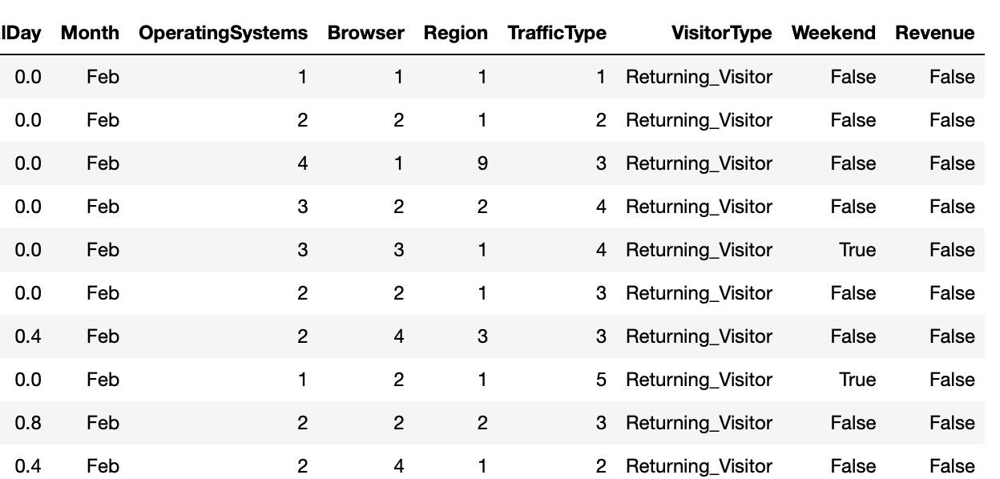 lDay Month OperatingSystems Browser Region TrafficType VisitorType Weekend Revenue
0.0 Feb 1 1 1 1 Returning_Visitor False False
0.0 Feb 2 2 1 2 Returning_Visitor False False
0.0 Feb 4 1 9 3 Returning_Visitor False False
0.0 Feb 3 2 2 4 Returning_Visitor False False
0.0 Feb 3 3 1 4 Returning_Visitor True False
0.0 Feb 2 2 1 3 Returning_Visitor False False
0.4 Feb 2 4 3 3 Returning_Visitor False False
0.0 Feb 1 2 1 5 Returning_Visitor True False
0.8 Feb 2 2 2 3 Returning_Visitor False False
0.4 Feb 2 4 1 2 Returning_Visitor False False